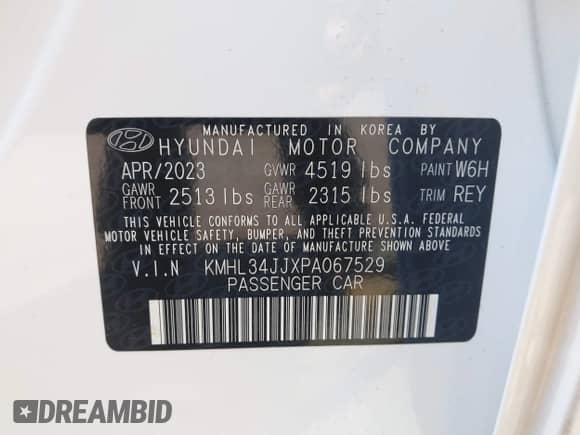 MANUFACTURED IN KOREA BY
HYUNDAI MOTOR COMPANY
APR/2023 GVWR 4519 lbs PAINT W6H
GAWR FRONT 2513 lbs GAWR REAR 2315 lbs TRIM REY
THIS VEHICLE CONFORMS TO ALL APPLICABLE U.S.A. FEDERAL
MOTOR VEHICLE SAFETY, BUMPER, AND THEFT PREVENTION STANDARDS
IN EFFECT ON THE DATE OF MANUFACTURE SHOWN ABOVE.
V.I.N KMHL34JJXPA067529
PASSENGER CAR
DREAMBID